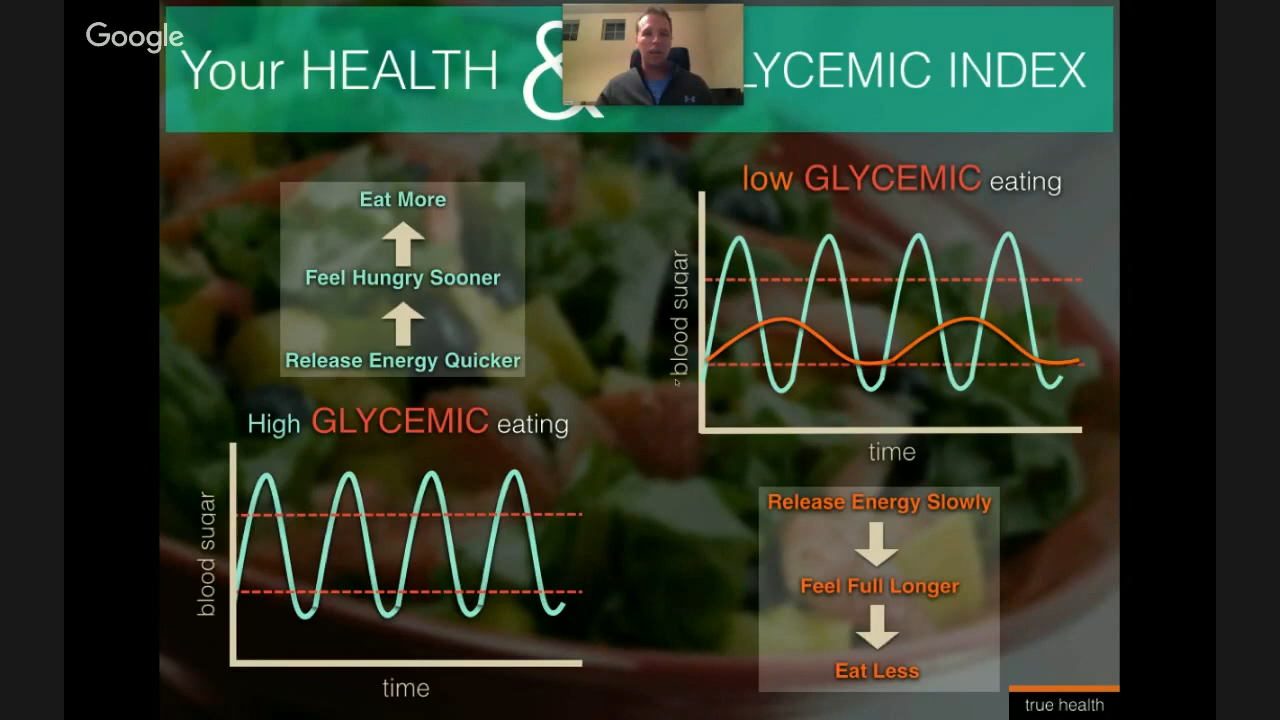 Google
Your HEALTH & LYCEMIC INDEX
Eat More
Feel Hungry Sooner
Release Energy Quicker
High GLYCEMIC eating
blood sugar
time
low GLYCEMIC eating
blood sugar
time
Release Energy Slowly
Feel Full Longer
Eat Less
true health